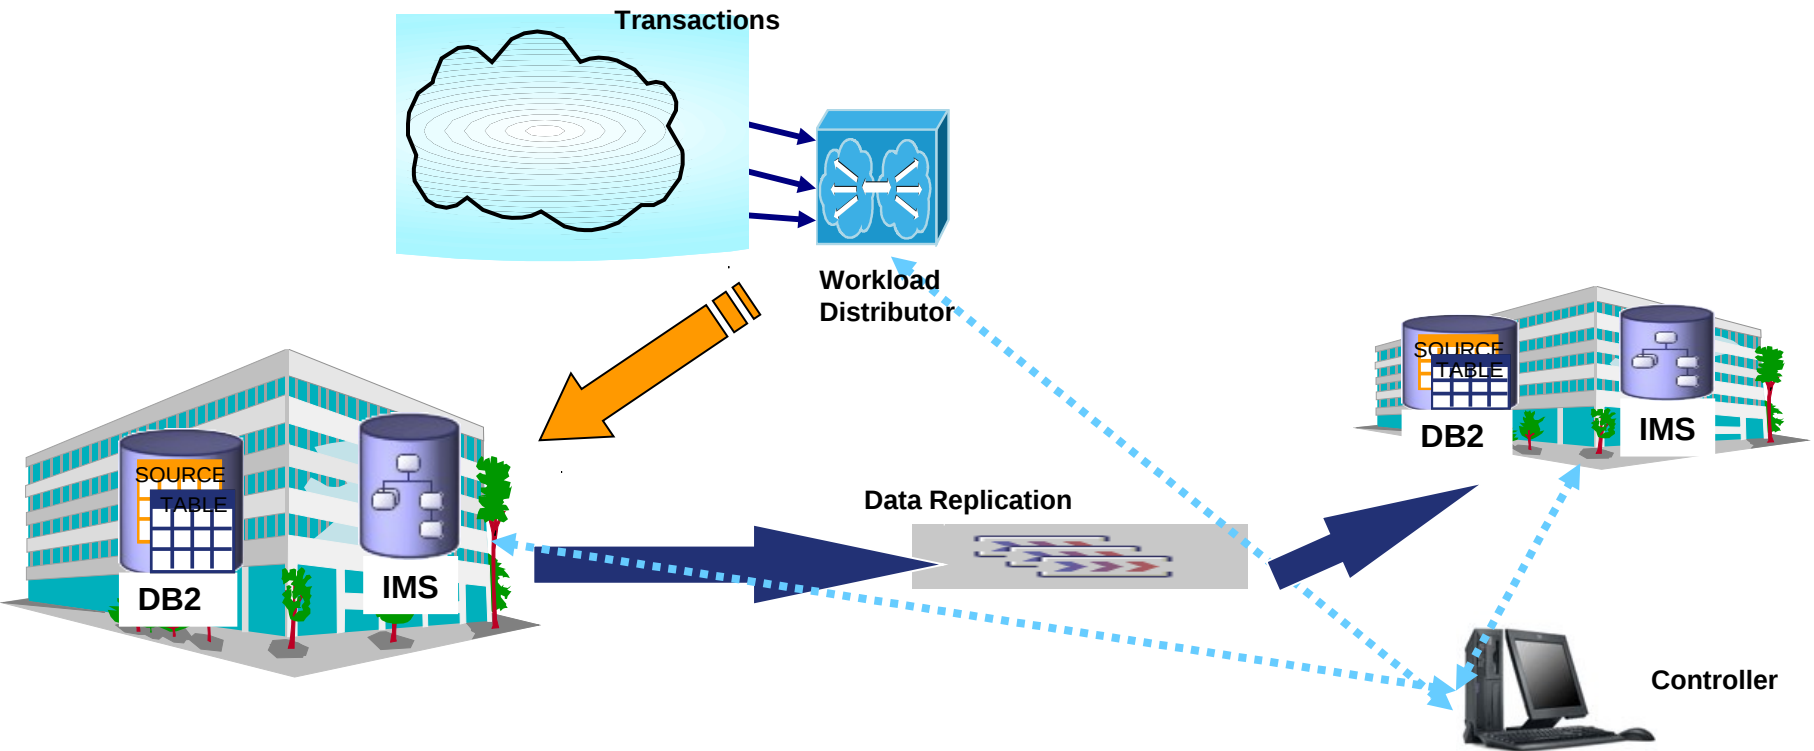 Transactions
Workload
Distributor
SOURCE
TABLE
DB2
IMS
SOURCE
TABLE
DB2
IMS
Data Replication
Controller